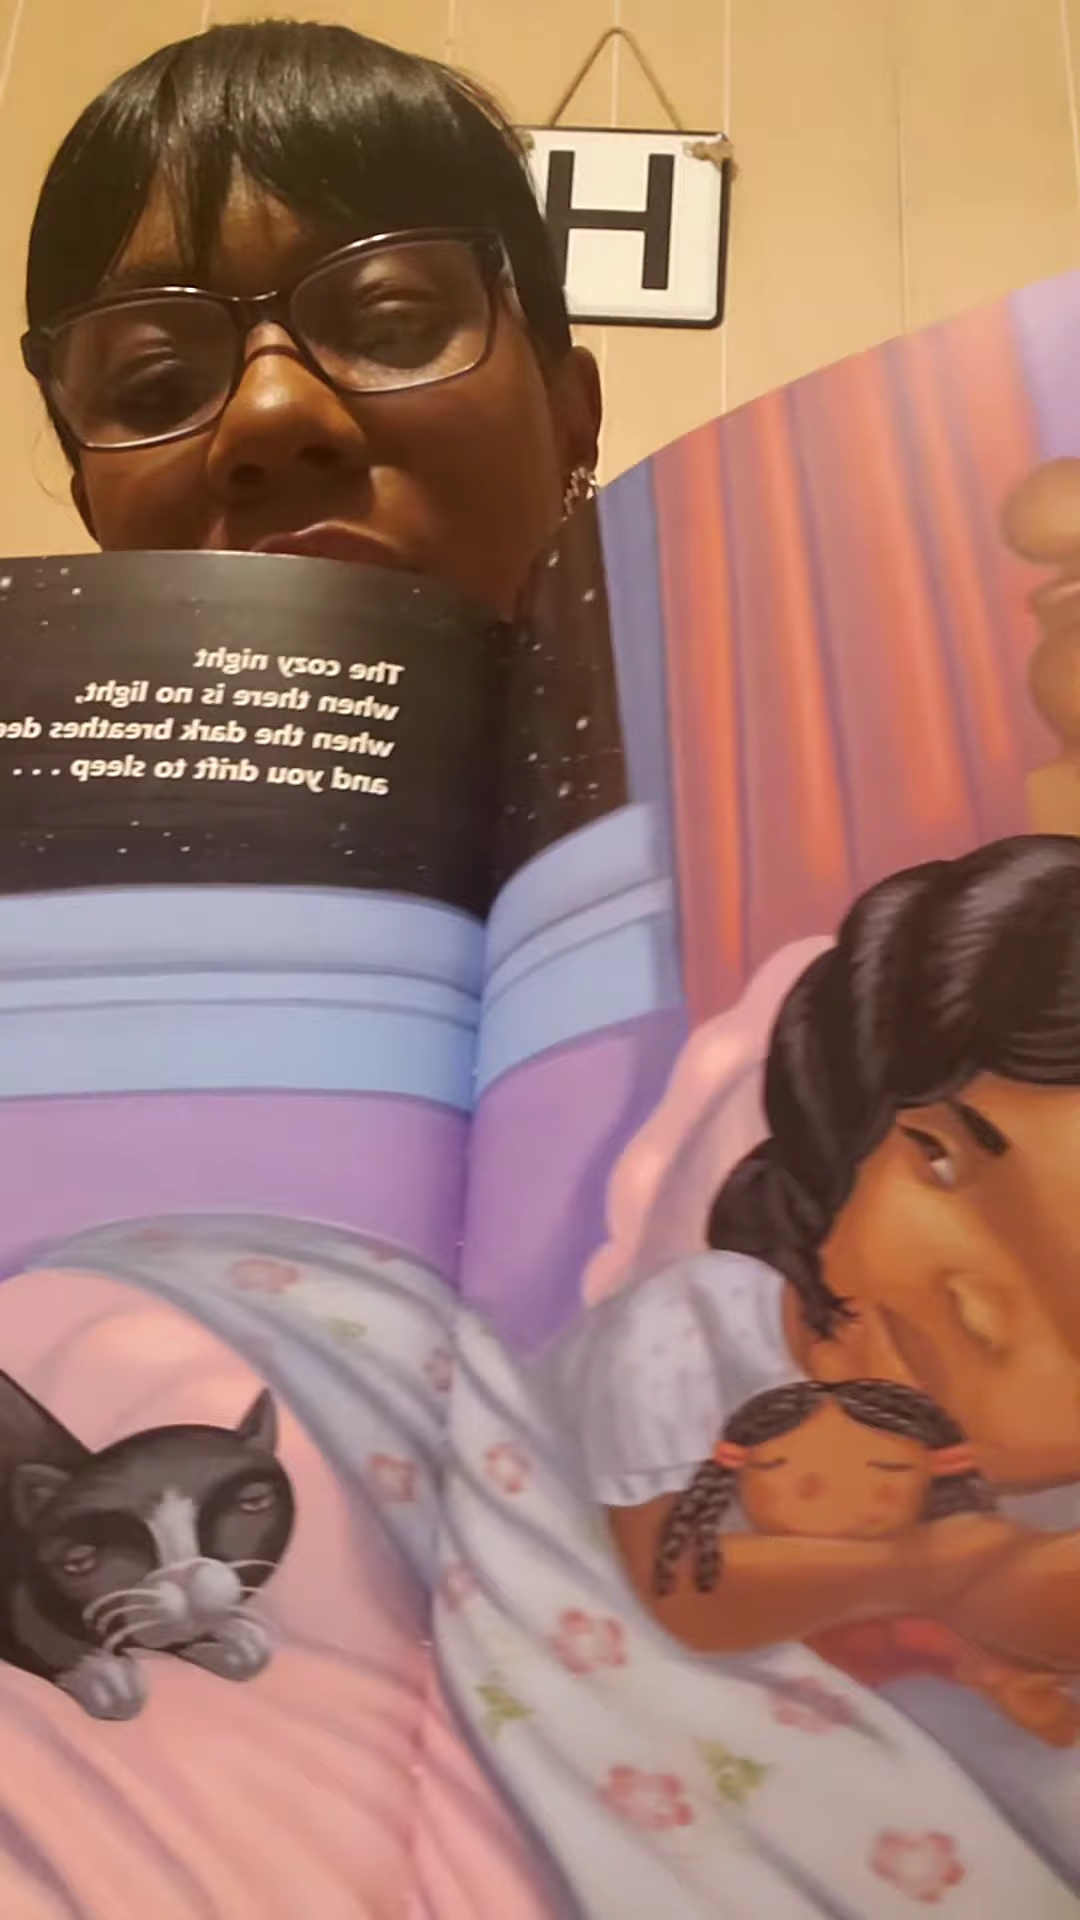 H
The cozy night
when there is no light,
when the dark breathes
and you drift to sleep . . .